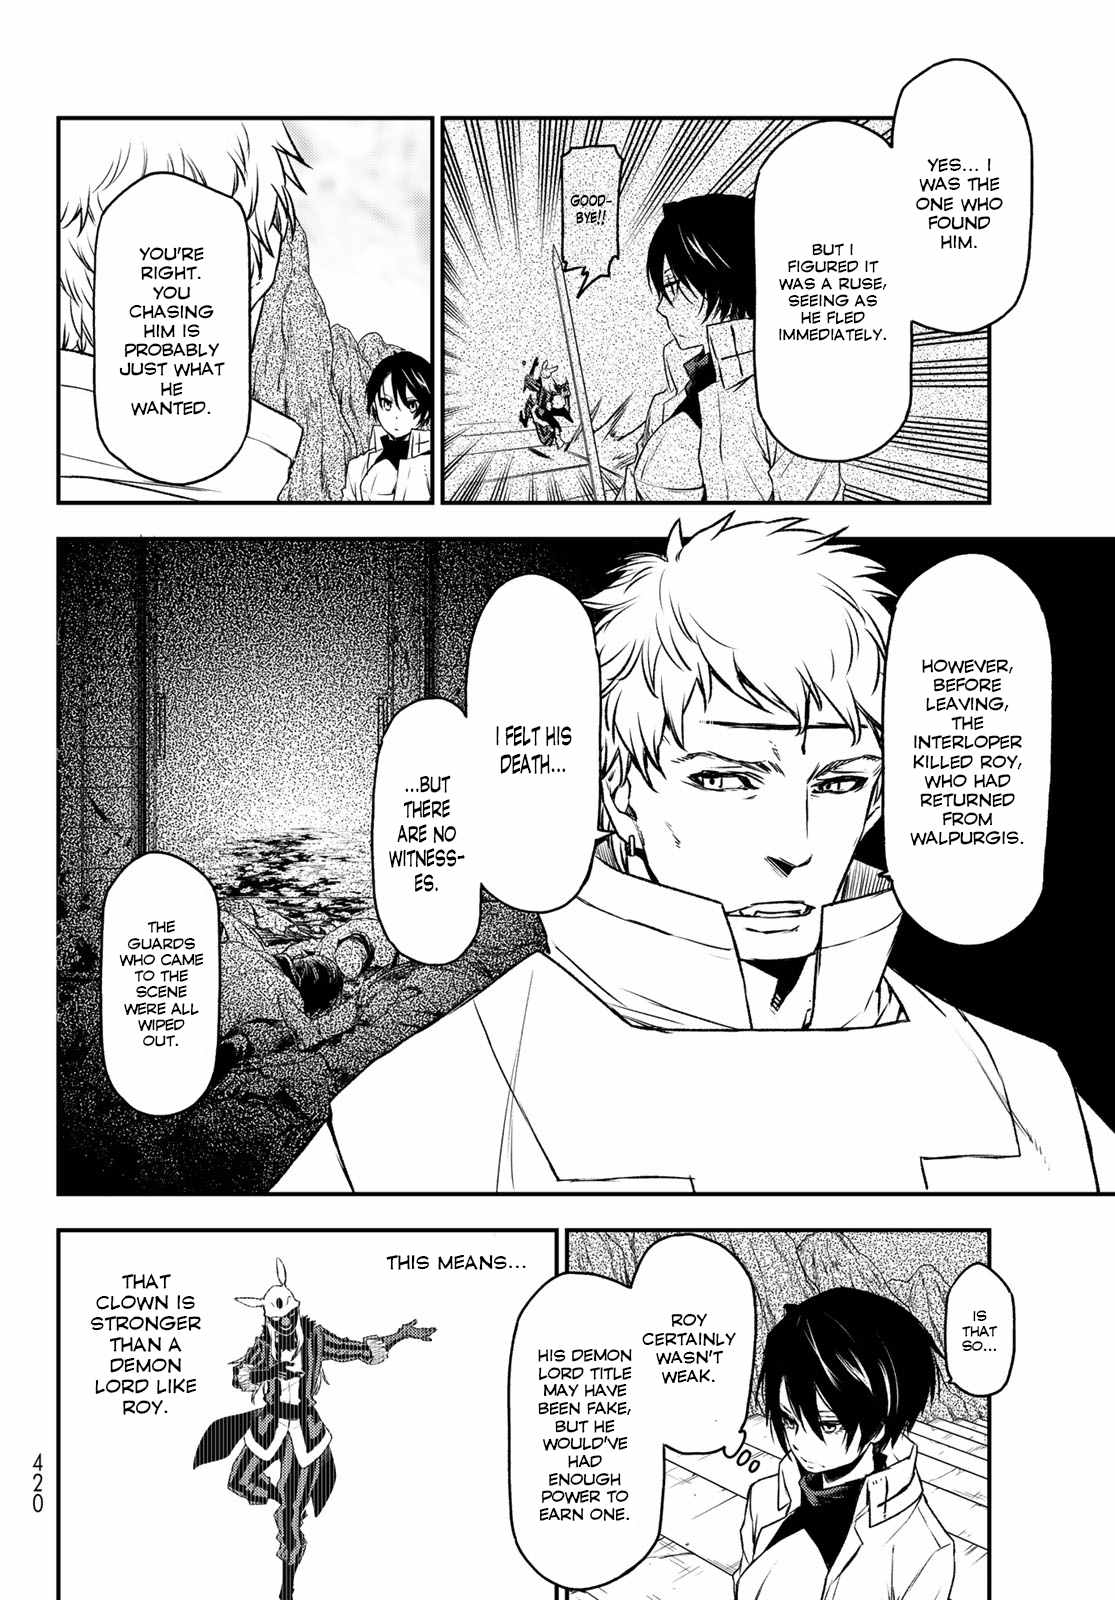 YES... I
WAS THE
ONE WHO
FOUND
HIM.
BUT I
FIGURED IT
WAS A RUSE,
SEEING AS
HE FLED
IMMEDIATELY.
GOOD-
BYE!!
YOU'RE
RIGHT.
YOU
CHASING
HIM IS
PROBABLY
JUST WHAT
HE
WANTED.
HOWEVER,
BEFORE
LEAVING,
THE
INTERLOPER
KILLED ROY,
WHO HAD
RETURNED
FROM
WALPURGIS.
I FELT HIS
DEATH...
...BUT
THERE
ARE NO
WITNESS-
ES.
THE
GUARDS
WHO CAME
TO THE
SCENE
WERE ALL
WIPED
OUT.
IS
THAT
SO...
ROY
CERTAINLY
WASN'T
WEAK.
HIS DEMON
LORD TITLE
MAY HAVE
BEEN FAKE,
BUT HE
WOULD'VE
HAD
ENOUGH
POWER TO
EARN ONE.
THIS MEANS...
THAT
CLOWN IS
STRONGER
THAN A
DEMON
LORD LIKE
ROY.
420